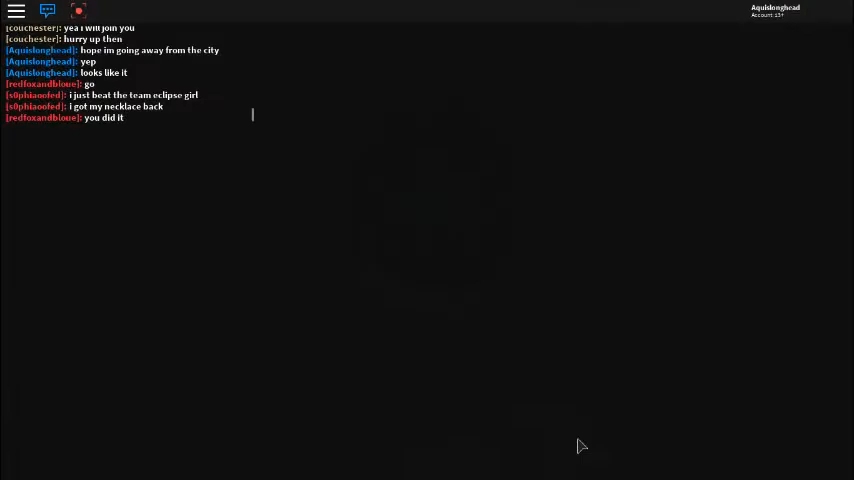 [couchester]: yea i will join you
[couchester]: hurry up then
[Aquislonghead]: hope im going away from the city
[Aquislonghead]: yep
[Aquislonghead]: looks like it
[redfoxandbloue]: go
[s0phiaoofed]: i just beat the team eclipse girl
[s0phiaoofed]: i got my necklace back
[redfoxandbloue]: you did it
Aquislonghead
Account: 13+